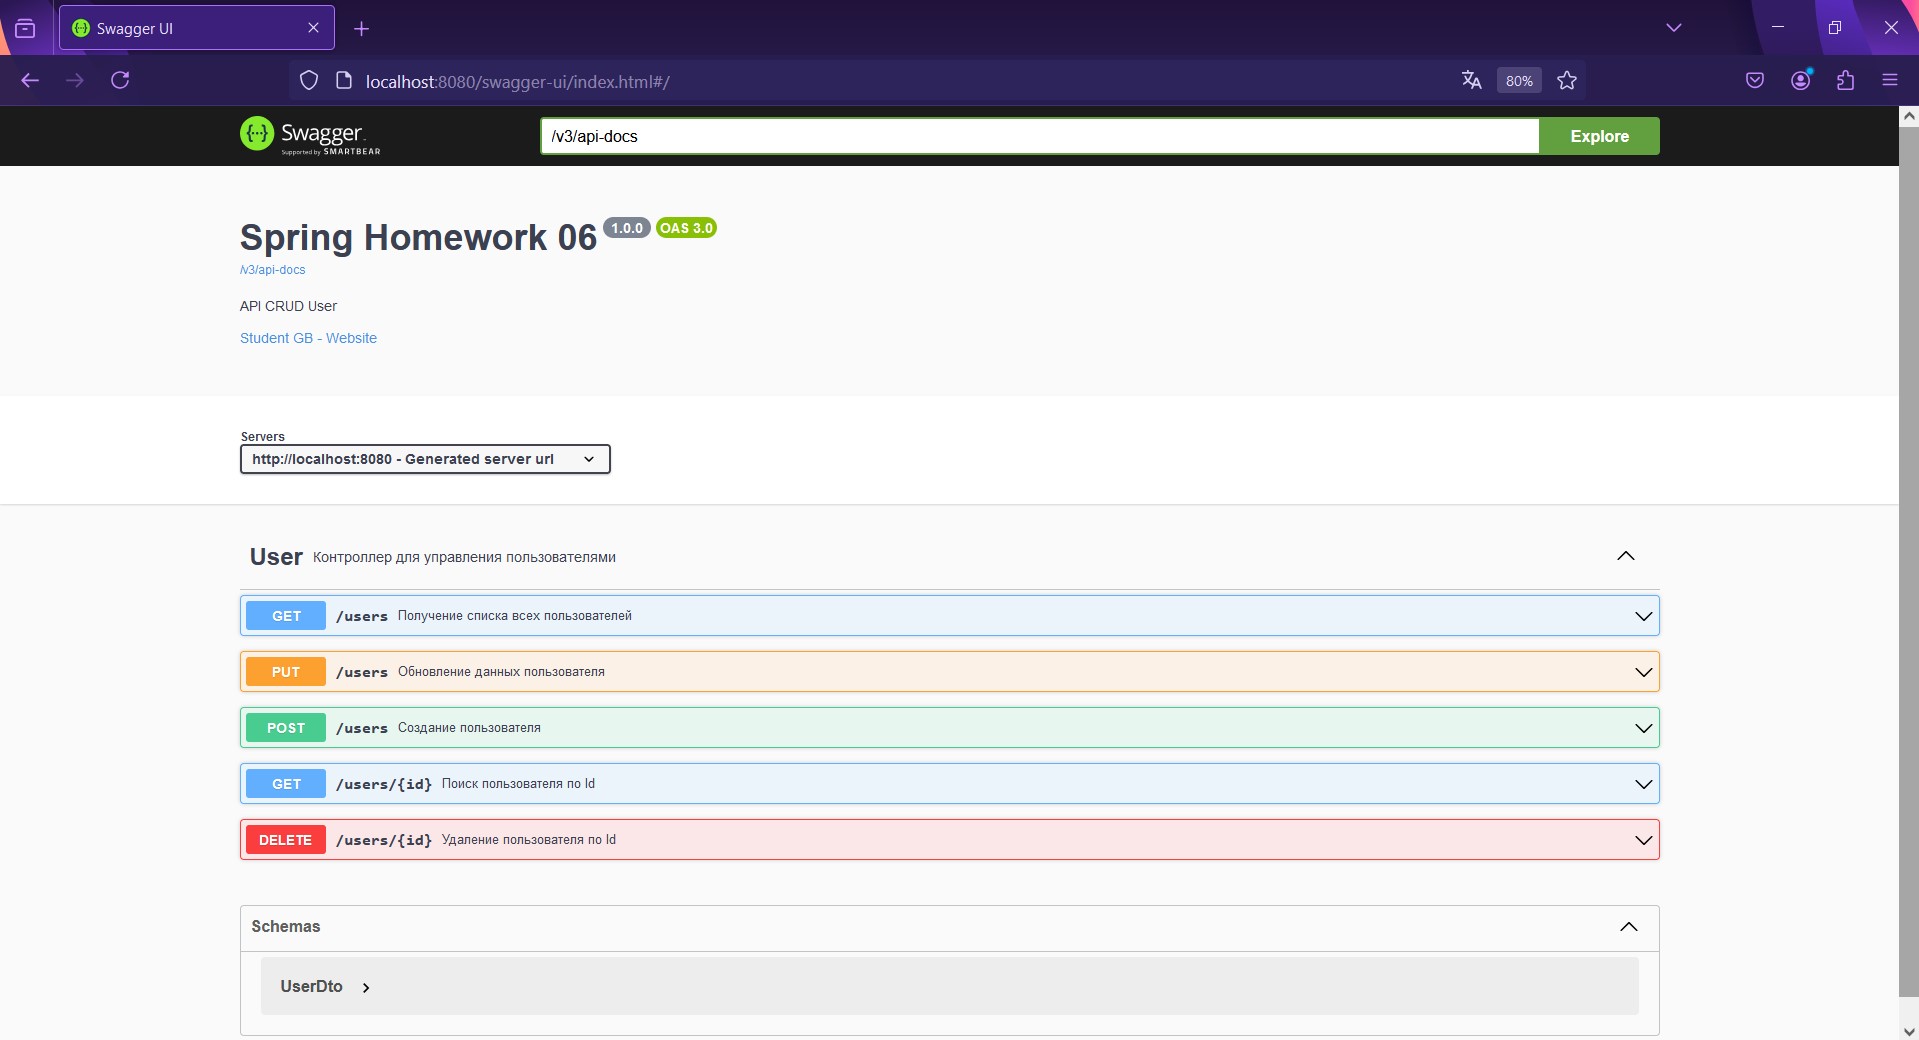 Swagger UI
localhost:8080/swagger-ui/index.html#/
80%
Swagger.
Supported by SMARTBEAR
/v3/api-docs
Explore
Spring Homework 06 1.0.0 OAS 3.0
/v3/api-docs
API CRUD User
Student GB - Website
Servers
http://localhost:8080 - Generated server url
User Контроллер для управления пользователями
GET /users Получение списка всех пользователей
PUT /users Обновление данных пользователя
POST /users Создание пользователя
GET /users/{id} Поиск пользователя по Id
DELETE /users/{id} Удаление пользователя по Id
Schemas
UserDto